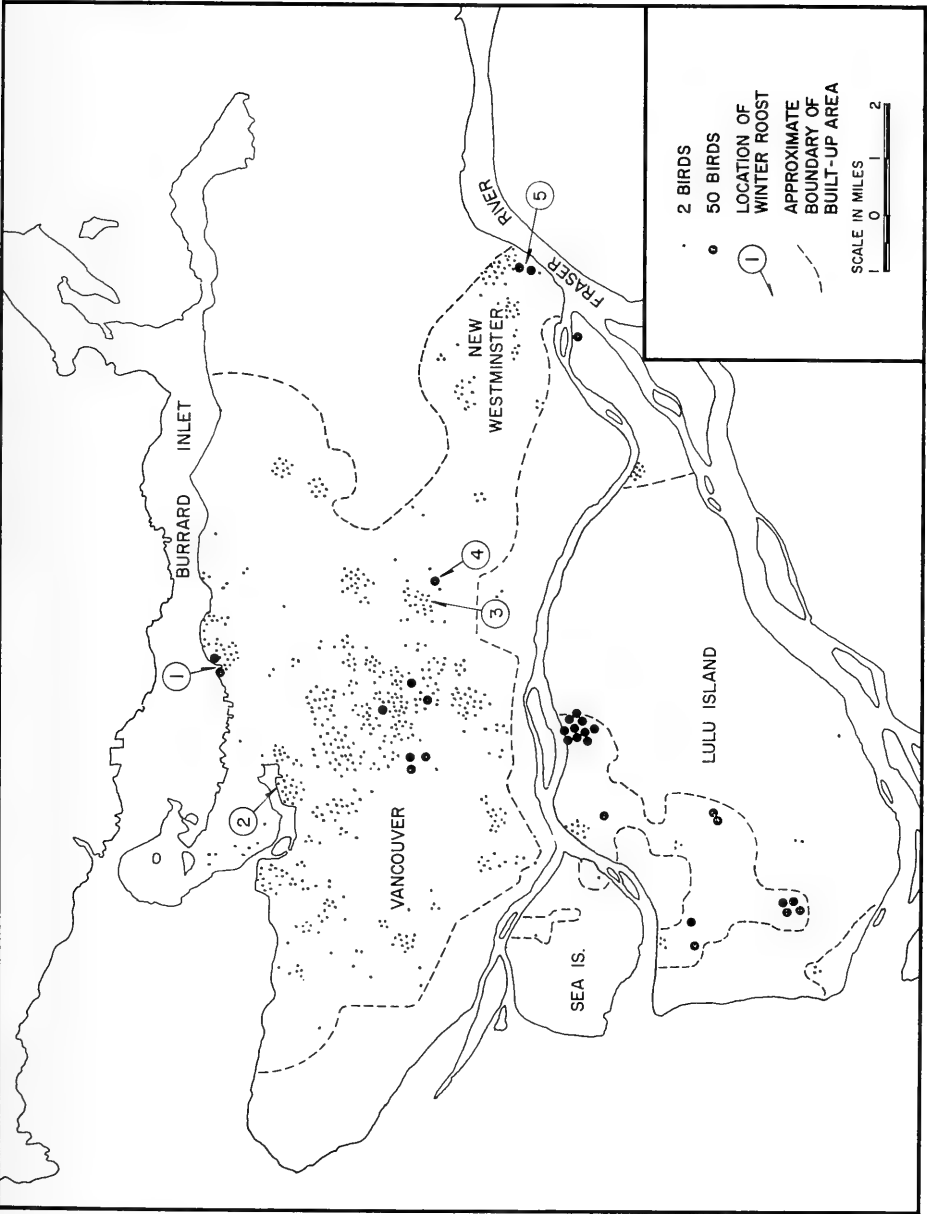 BURRARD INLET
1
2
VANCOUVER
3
4
NEW
WESTMINSTER
5
FRASER RIVER
SEA IS.
LULU ISLAND
2 BIRDS
50 BIRDS
1
LOCATION OF
WINTER ROOST
APPROXIMATE
BOUNDARY OF
BUILT-UP AREA
SCALE IN MILES
1 0 1 2